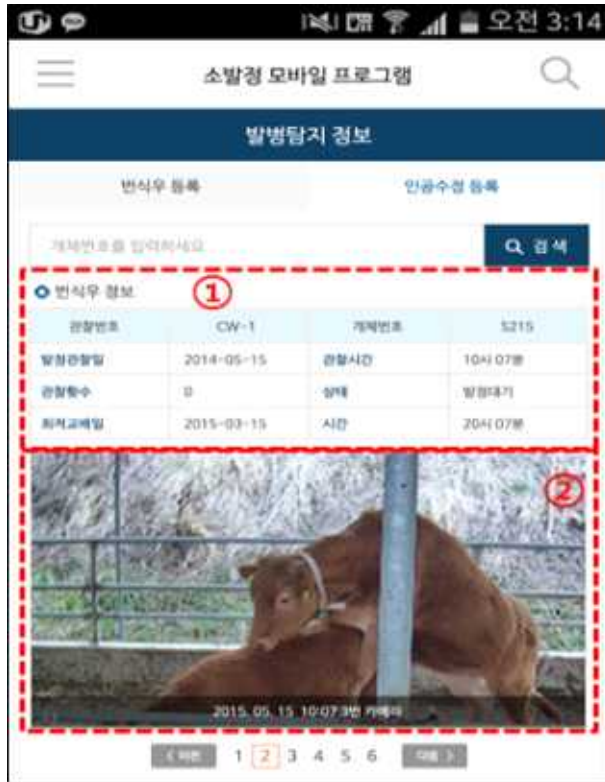 오전 3:14
소발정 모바일 프로그램
발병탐지 정보
번식우 등록 인공수정 등록
개체번호를 입력하세요 검색
번식우 정보 ①
관찰번호 CW-1 개체번호 5215
발정관찰일 2014-05-15 관찰시간 10시 07분
관찰횟수 0 상태 발정대기
최적교배일 2015-03-15 시간 20시 07분
②
2015. 05. 15 10:07 3번 카메라
< 이전 1 2 3 4 5 6 다음 >